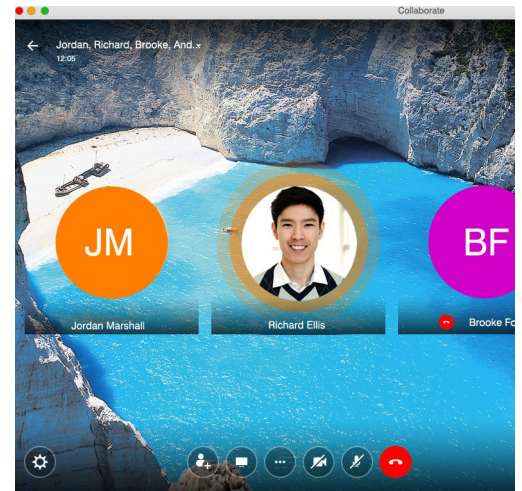 Collaborate
Jordan, Richard, Brooke, And...
12:05
JM
BF
Jordan Marshall
Richard Ellis
Brooke Fo